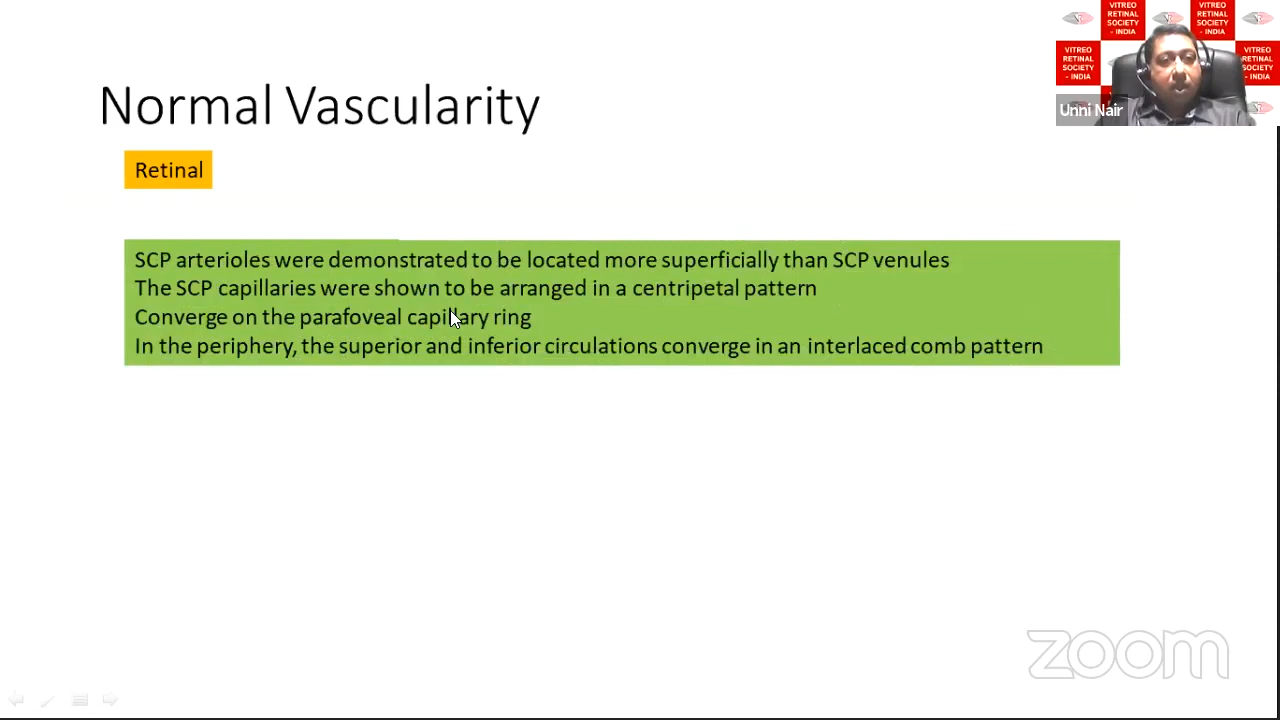 Normal Vascularity
Retinal
SCP arterioles were demonstrated to be located more superficially than SCP venules
The SCP capillaries were shown to be arranged in a centripetal pattern
Converge on the parafoveal capillary ring
In the periphery, the superior and inferior circulations converge in an interlaced comb pattern
VITREO
RETINAL
SOCIETY
- INDIA
VITREO
RETINAL
SOCIETY
- INDIA
VITREO
RETINAL
SOCIETY
- INDIA
VITREO
RETINAL
SOCIETY
- INDIA
Unni Nair
zoom